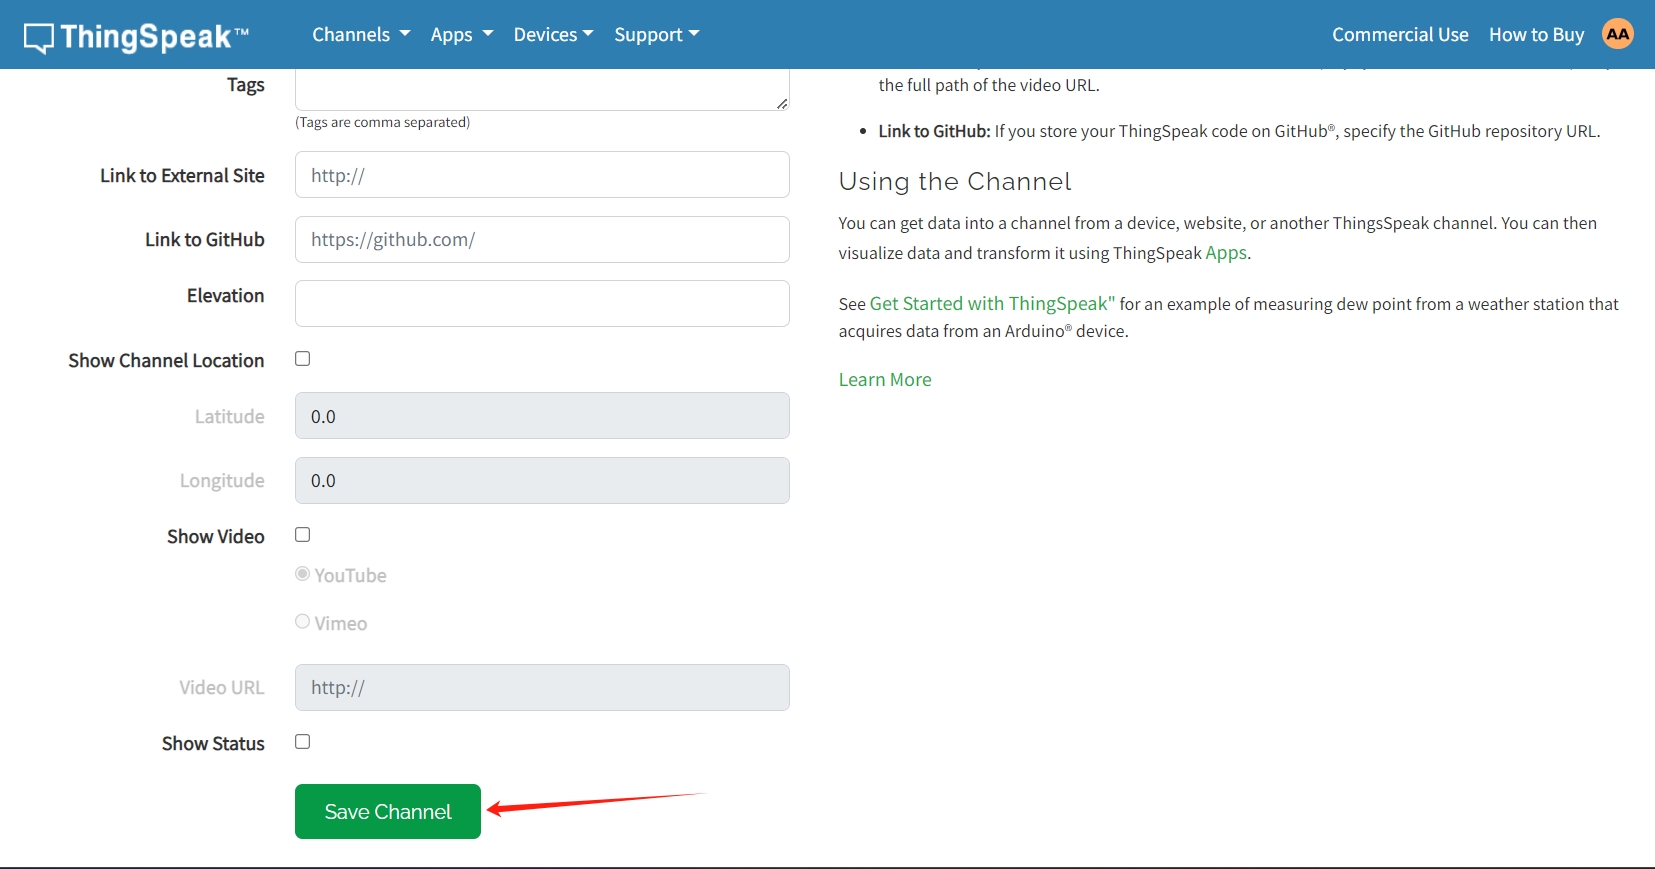 ThingSpeak™
Channels Apps Devices Support Commercial Use How to Buy AA
Tags
(Tags are comma separated)
Link to External Site http://
Link to GitHub https://github.com/
Elevation
Show Channel Location
Latitude 0.0
Longitude 0.0
Show Video
YouTube
Vimeo
Video URL http://
Show Status
Save Channel
the full path of the video URL.
• Link to GitHub: If you store your ThingSpeak code on GitHub®, specify the GitHub repository URL.
Using the Channel
You can get data into a channel from a device, website, or another ThingsSpeak channel. You can then
visualize data and transform it using ThingSpeak Apps.
See Get Started with ThingSpeak" for an example of measuring dew point from a weather station that
acquires data from an Arduino® device.
Learn More